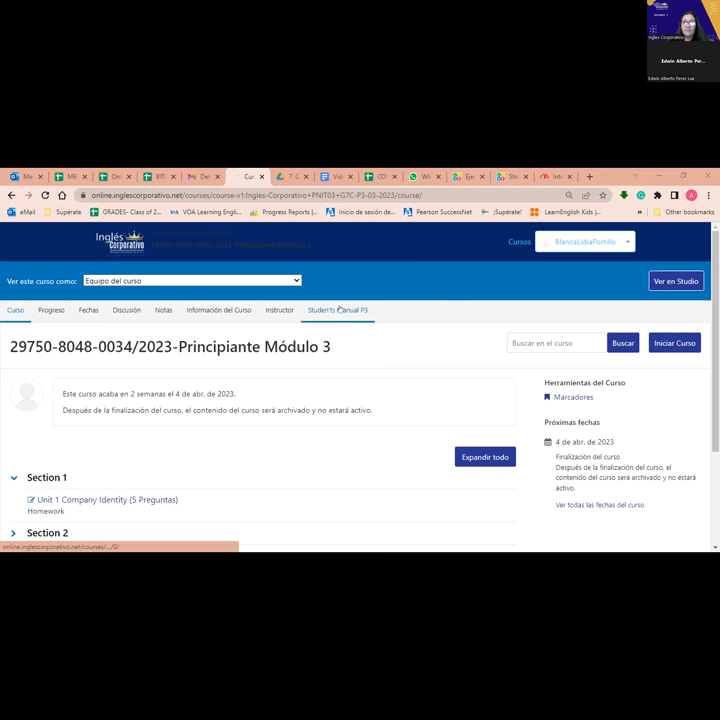 Inglés Corporativo
Edwin Alberto Per...
Edwin Alberto Perez Lue
online.inglescorporativo.net/courses/course-v1:Ingles-Corporativo+PNIT03+G7C-P3-03-2023/course/
eMail
Supérate
GRADES- Class of 2...
VOA Learning Engli...
Progress Reports |...
Inicio de sesión de...
Pearson SuccessNet
¡Supérate!
LearnEnglish Kids |...
»
Other bookmarks
Inglés
Corporativo
29750-8048-0034/2023-Principiante Módulo 3
Cursos
BlancaLidiaPortillo
Ver este curso como:
Equipo del curso
Ver en Studio
Curso
Progreso
Fechas
Discusión
Notas
Información del Curso
Instructor
Student's Manual P3
29750-8048-0034/2023-Principiante Módulo 3
Buscar en el curso
Buscar
Iniciar Curso
Este curso acaba en 2 semanas el 4 de abr. de 2023.
Después de la finalización del curso, el contenido del curso será archivado y no estará activo.
Expandir todo
Section 1
Unit 1 Company Identity (5 Preguntas)
Homework
Section 2
Herramientas del Curso
Marcadores
Próximas fechas
4 de abr. de 2023
Finalización del curso
Después de la finalización del curso, el contenido del curso será archivado y no estará activo.
Ver todas las fechas del curso
online.inglescorporativo.net/courses/.../0/